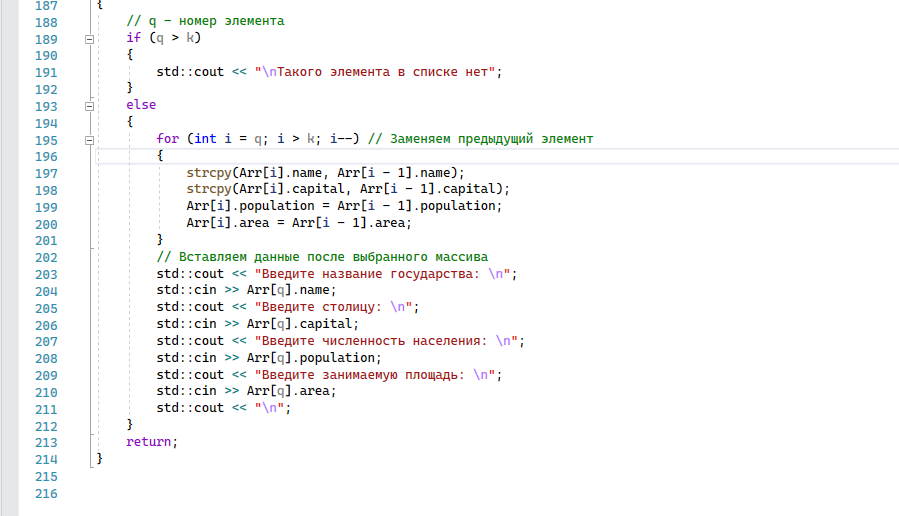 187 {
188 // q – номер элемента
189 if (q > k)
190 {
191 std::cout << "\nТакого элемента в списке нет";
192 }
193 else
194 {
195 for (int i = q; i > k; i--) // Заменяем предыдущий элемент
196 {
197 strcpy(Arr[i].name, Arr[i - 1].name);
198 strcpy(Arr[i].capital, Arr[i - 1].capital);
199 Arr[i].population = Arr[i - 1].population;
200 Arr[i].area = Arr[i - 1].area;
201 }
202 // Вставляем данные после выбранного массива
203 std::cout << "Введите название государства: \n";
204 std::cin >> Arr[q].name;
205 std::cout << "Введите столицу: \n";
206 std::cin >> Arr[q].capital;
207 std::cout << "Введите численность населения: \n";
208 std::cin >> Arr[q].population;
209 std::cout << "Введите занимаемую площадь: \n";
210 std::cin >> Arr[q].area;
211 std::cout << "\n";
212 }
213 return;
214 }
215
216